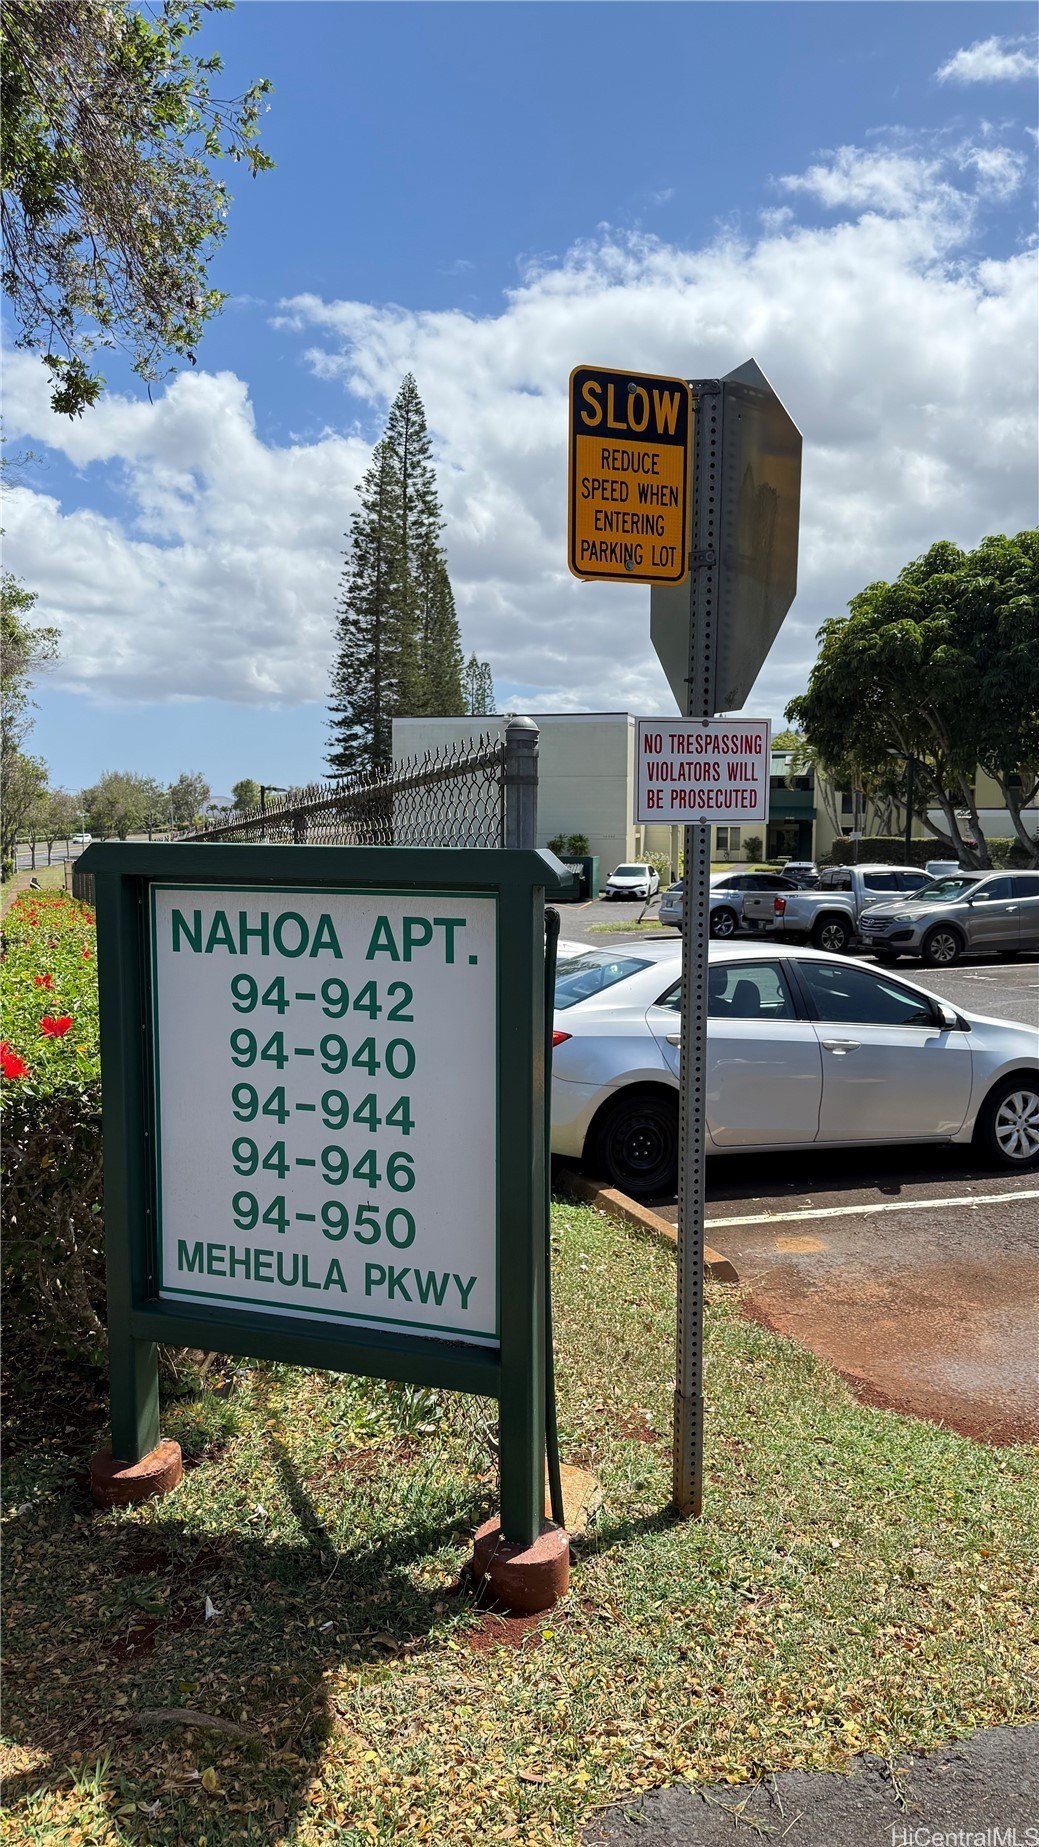 SLOW
REDUCE
SPEED WHEN
ENTERING
PARKING LOT
NO TRESPASSING
VIOLATORS WILL
BE PROSECUTED
NAHOA APT.
94-942
94-940
94-944
94-946
94-950
MEHEULA PKWY
HiCentralMLS